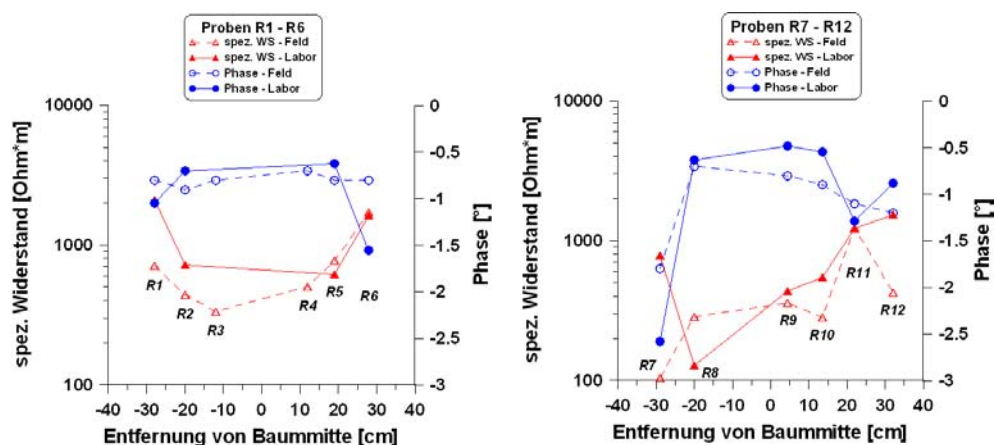 Proben R1 - R6
spez. WS - Feld
spez. WS - Labor
Phase - Feld
Phase - Labor
10000
1000
100
spez. Widerstand [Ohm*m]
0
-0.5
-1
-1.5
-2
-2.5
-3
Phase [°]
R1
R2
R3
R4
R5
R6
-40 -30 -20 -10 0 10 20 30 40
Entfernung von Baummitte [cm]
Proben R7 - R12
spez. WS - Feld
spez. WS - Labor
Phase - Feld
Phase - Labor
10000
1000
100
spez. Widerstand [Ohm*m]
0
-0.5
-1
-1.5
-2
-2.5
-3
Phase [°]
R7
R8
R9
R10
R11
R12
-40 -30 -20 -10 0 10 20 30 40
Entfernung von Baummitte [cm]